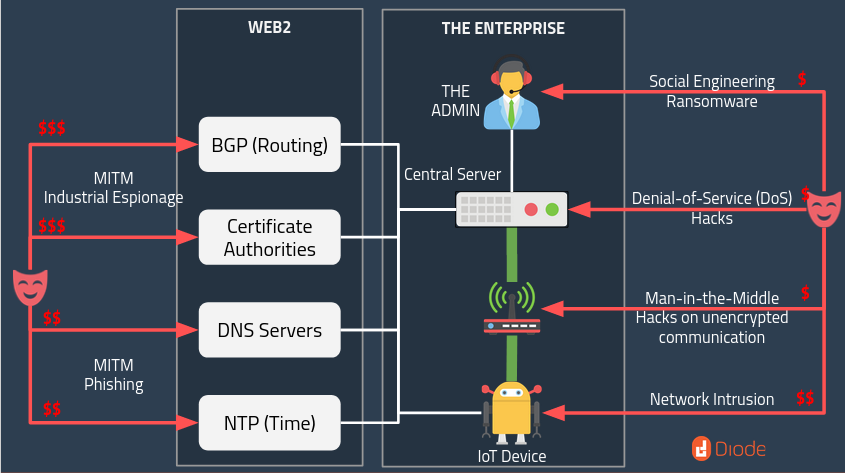 WEB2
THE ENTERPRISE
$$$
BGP (Routing)
MITM
Industrial Espionage
$$$
Certificate
Authorities
$$
DNS Servers
MITM
Phishing
$$
NTP (Time)
THE
ADMIN
Central Server
IoT Device
Social Engineering
Ransomware
$
Denial-of-Service (DoS)
Hacks
$
Man-in-the-Middle
Hacks on unencrypted
communication
$
Network Intrusion
$$
Diode